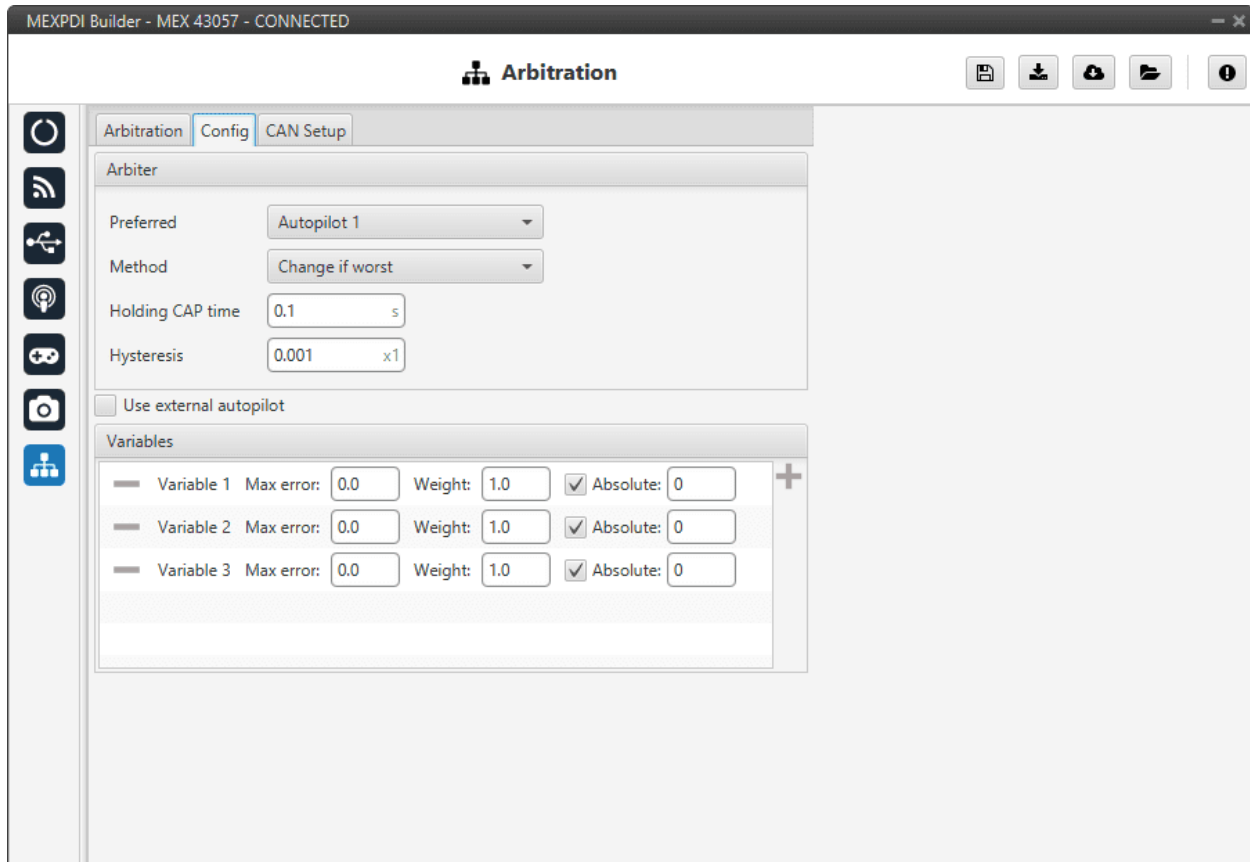 MEXPDI Builder - MEX 43057 - CONNECTED
Arbitration
Arbitration Config CAN Setup
Arbiter
Preferred Autopilot 1
Method Change if worst
Holding CAP time 0.1 s
Hysteresis 0.001 x1
Use external autopilot
Variables
Variable 1 Max error: 0.0 Weight: 1.0 Absolute: 0
Variable 2 Max error: 0.0 Weight: 1.0 Absolute: 0
Variable 3 Max error: 0.0 Weight: 1.0 Absolute: 0